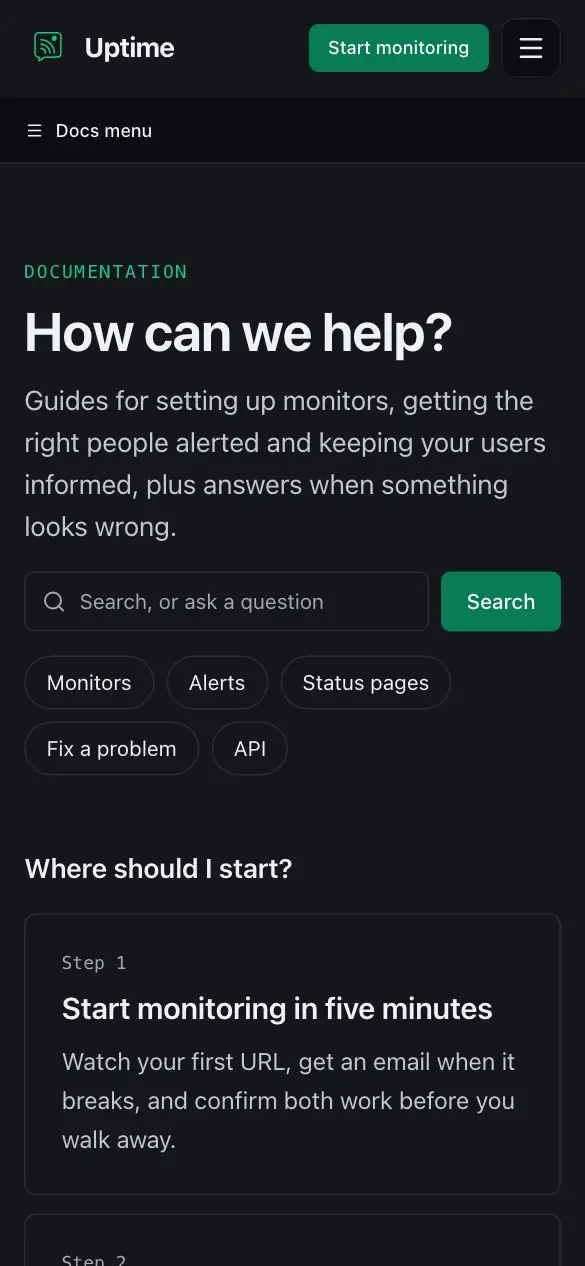 Uptime
Start monitoring
Docs menu
DOCUMENTATION
How can we help?
Guides for setting up monitors, getting the
right people alerted and keeping your users
informed, plus answers when something
looks wrong.
Search, or ask a question
Search
Monitors
Alerts
Status pages
Fix a problem
API
Where should I start?
Step 1
Start monitoring in five minutes
Watch your first URL, get an email when it
breaks, and confirm both work before you
walk away.
Step 2